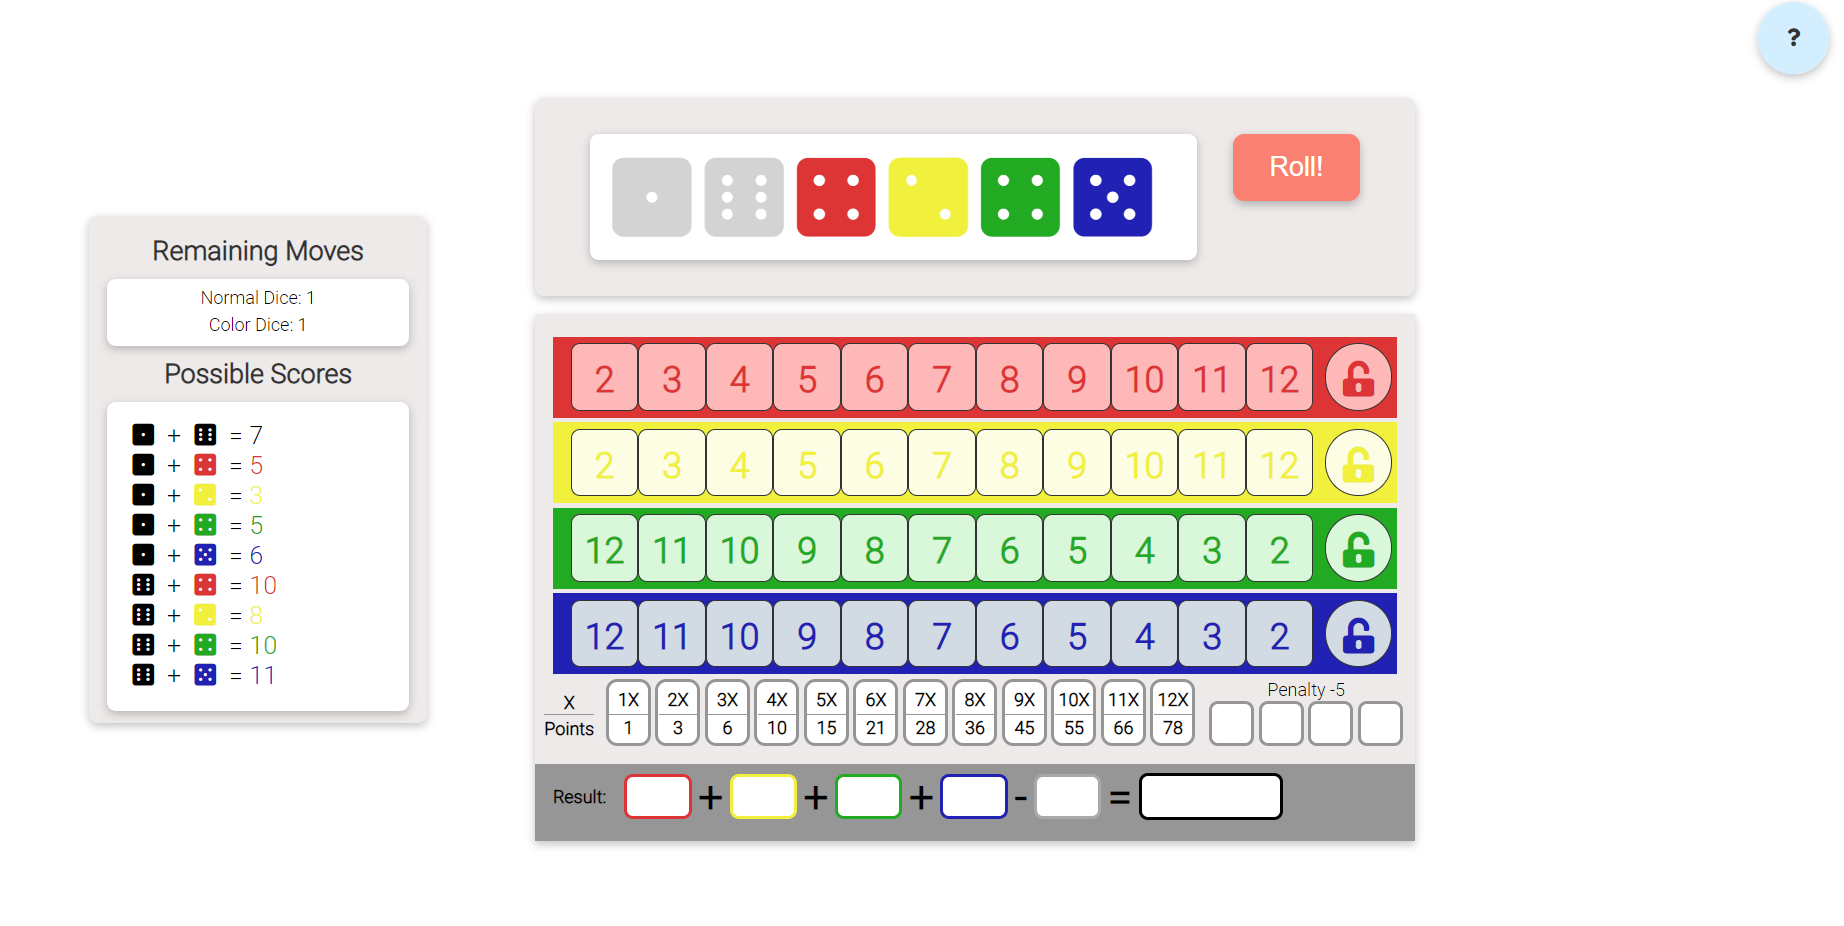 ?
Roll!
Remaining Moves
Normal Dice: 1
Color Dice: 1
Possible Scores
+ = 7
+ = 5
+ = 3
+ = 5
+ = 6
+ = 10
+ = 8
+ = 10
+ = 11
2 3 4 5 6 7 8 9 10 11 12
2 3 4 5 6 7 8 9 10 11 12
12 11 10 9 8 7 6 5 4 3 2
12 11 10 9 8 7 6 5 4 3 2
X 1X 2X 3X 4X 5X 6X 7X 8X 9X 10X 11X 12X
Points 1 3 6 10 15 21 28 36 45 55 66 78
Penalty -5
Result: + + + - =